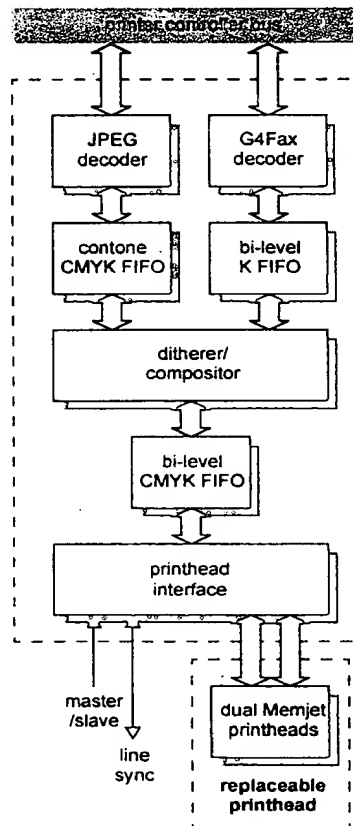 printer controller bus
JPEG
decoder
G4Fax
decoder
contone
CMYK FIFO
bi-level
K FIFO
ditherer/
compositor
bi-level
CMYK FIFO
printhead
interface
master
/slave
line
sync
dual Memjet
printheads
replaceable
printhead